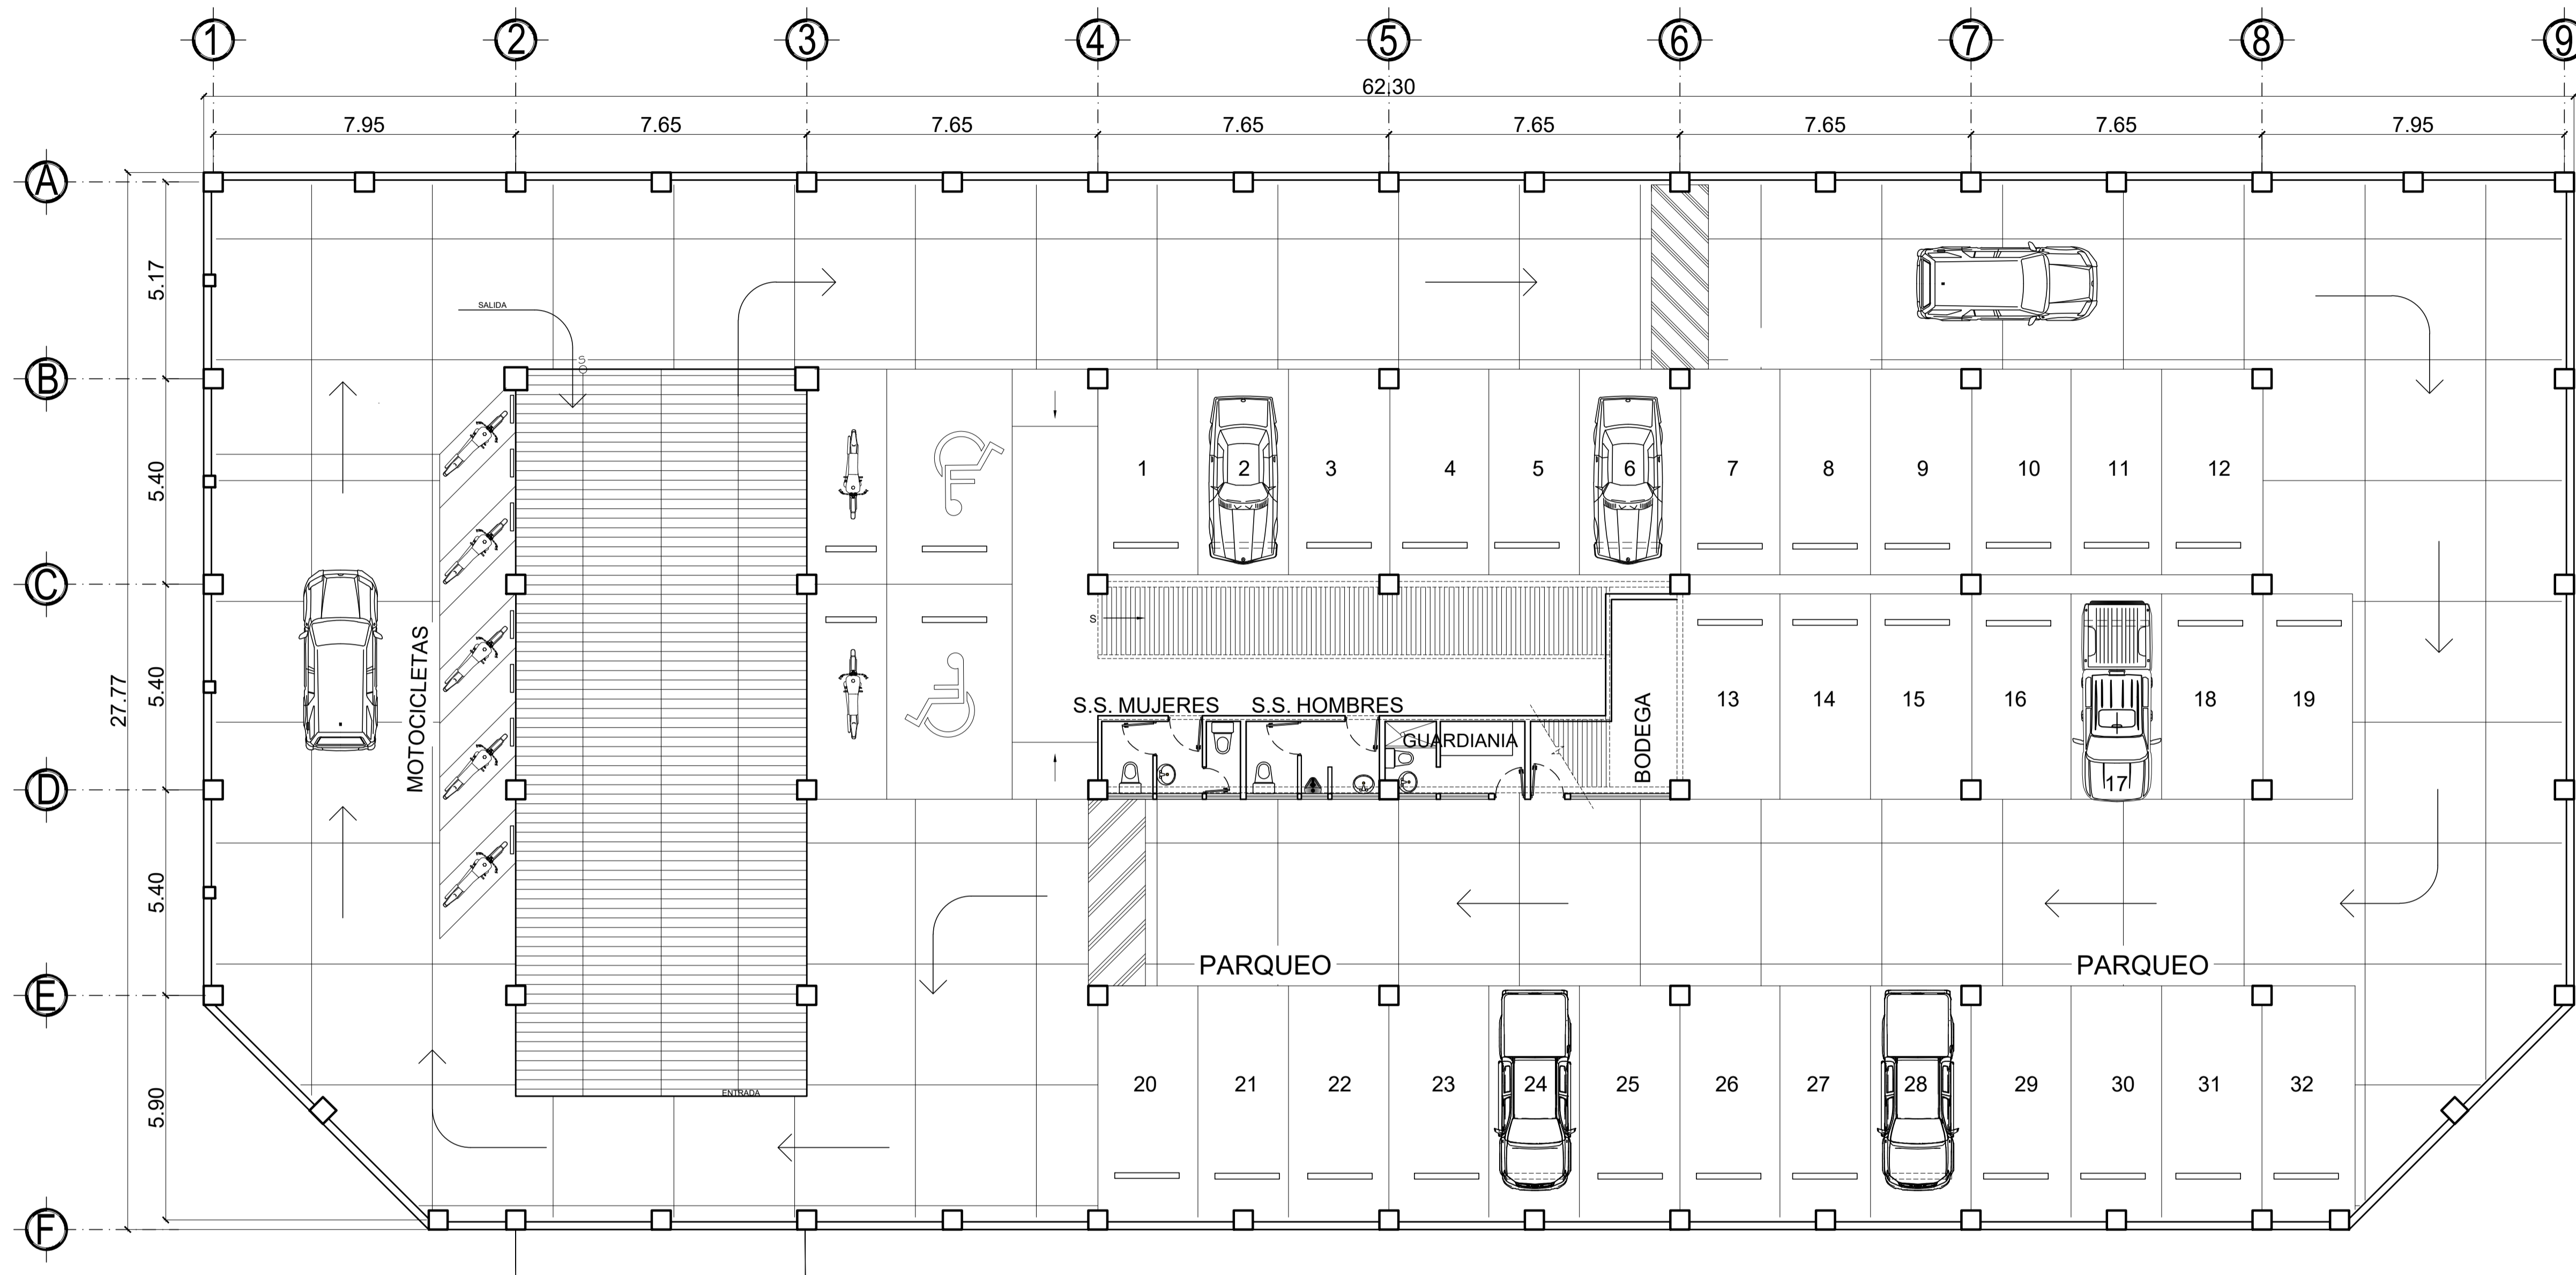 1 2 3 4 5 6 7 8 9
62.30
7.95 7.65 7.65 7.65 7.65 7.65 7.65 7.95
A
5.17
SALIDA
S
B
5.40
1 2 3 4 5 6 7 8 9 10 11 12
C
S
5.40
27.77
MOTOCICLETAS
S.S. MUJERES S.S. HOMBRES
GUARDIANIA
BODEGA
13 14 15 16 17 18 19
D
5.40
PARQUEO PARQUEO
E
5.90
20 21 22 23 24 25 26 27 28 29 30 31 32
ENTRADA
F